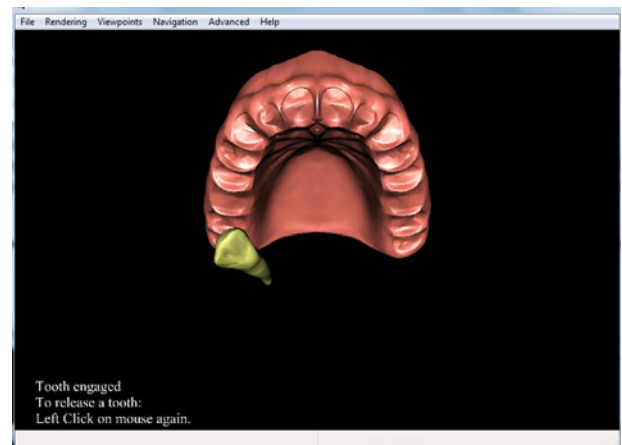 File Rendering Viewpoints Navigation Advanced Help
Tooth engaged
To release a tooth:
Left Click on mouse again.